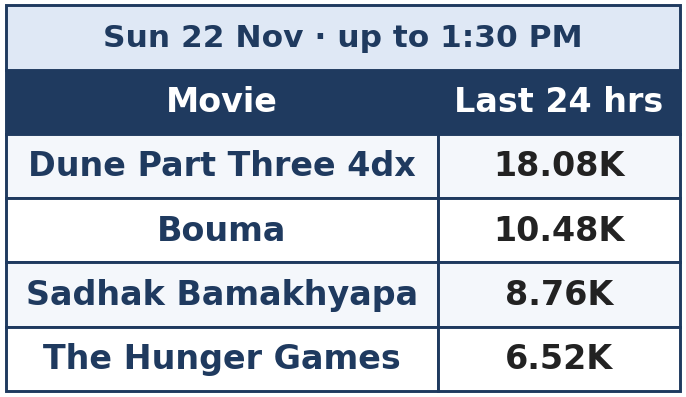 Sun 22 Nov · up to 1:30 PM
Movie Last 24 hrs
Dune Part Three 4dx 18.08K
Bouma 10.48K
Sadhak Bamakhyapa 8.76K
The Hunger Games 6.52K